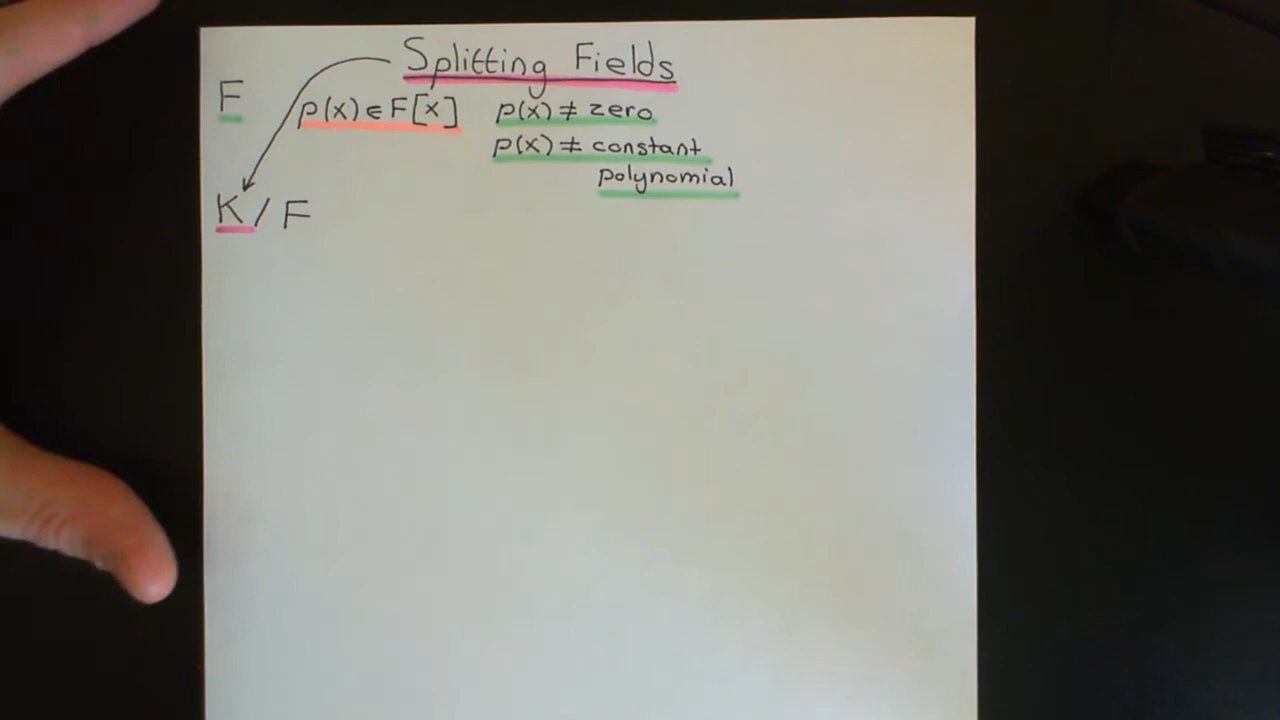 Splitting Fields
F p(x) ∈ F[x] p(x) ≠ zero
p(x) ≠ constant
polynomial
K / F